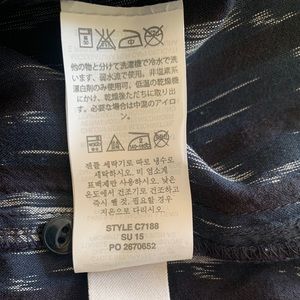 他の物と分けて洗濯機で冷水で洗
います。弱水流で使用。非塩素系
漂白剤のみ使用可能。低温の乾燥機
にかけ、乾燥後ただちに取り出
す。必要な場合は中温のアイロ
ン。
제품 세탁기로 따로 냉수로
세탁하십시오. 비 염소계
표백제만 사용하십시오. 낮은
온도에서 건조기로 건조하고
즉시 꺼내십시오. 필요할 경우
중온으로 다리십시오.
STYLE C7188
SU 15
PO 2670652